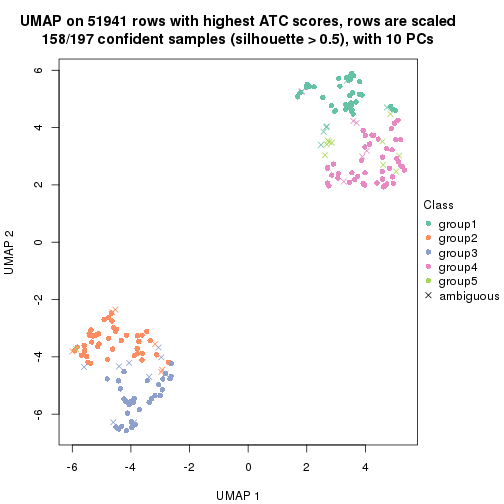 UMAP on 51941 rows with highest ATC scores, rows are scaled
158/197 confident samples (silhouette > 0.5), with 10 PCs
6
4
2
0
-2
-4
-6
UMAP 2
-6
-4
-2
0
2
4
UMAP 1
Class
group1
group2
group3
group4
group5
ambiguous